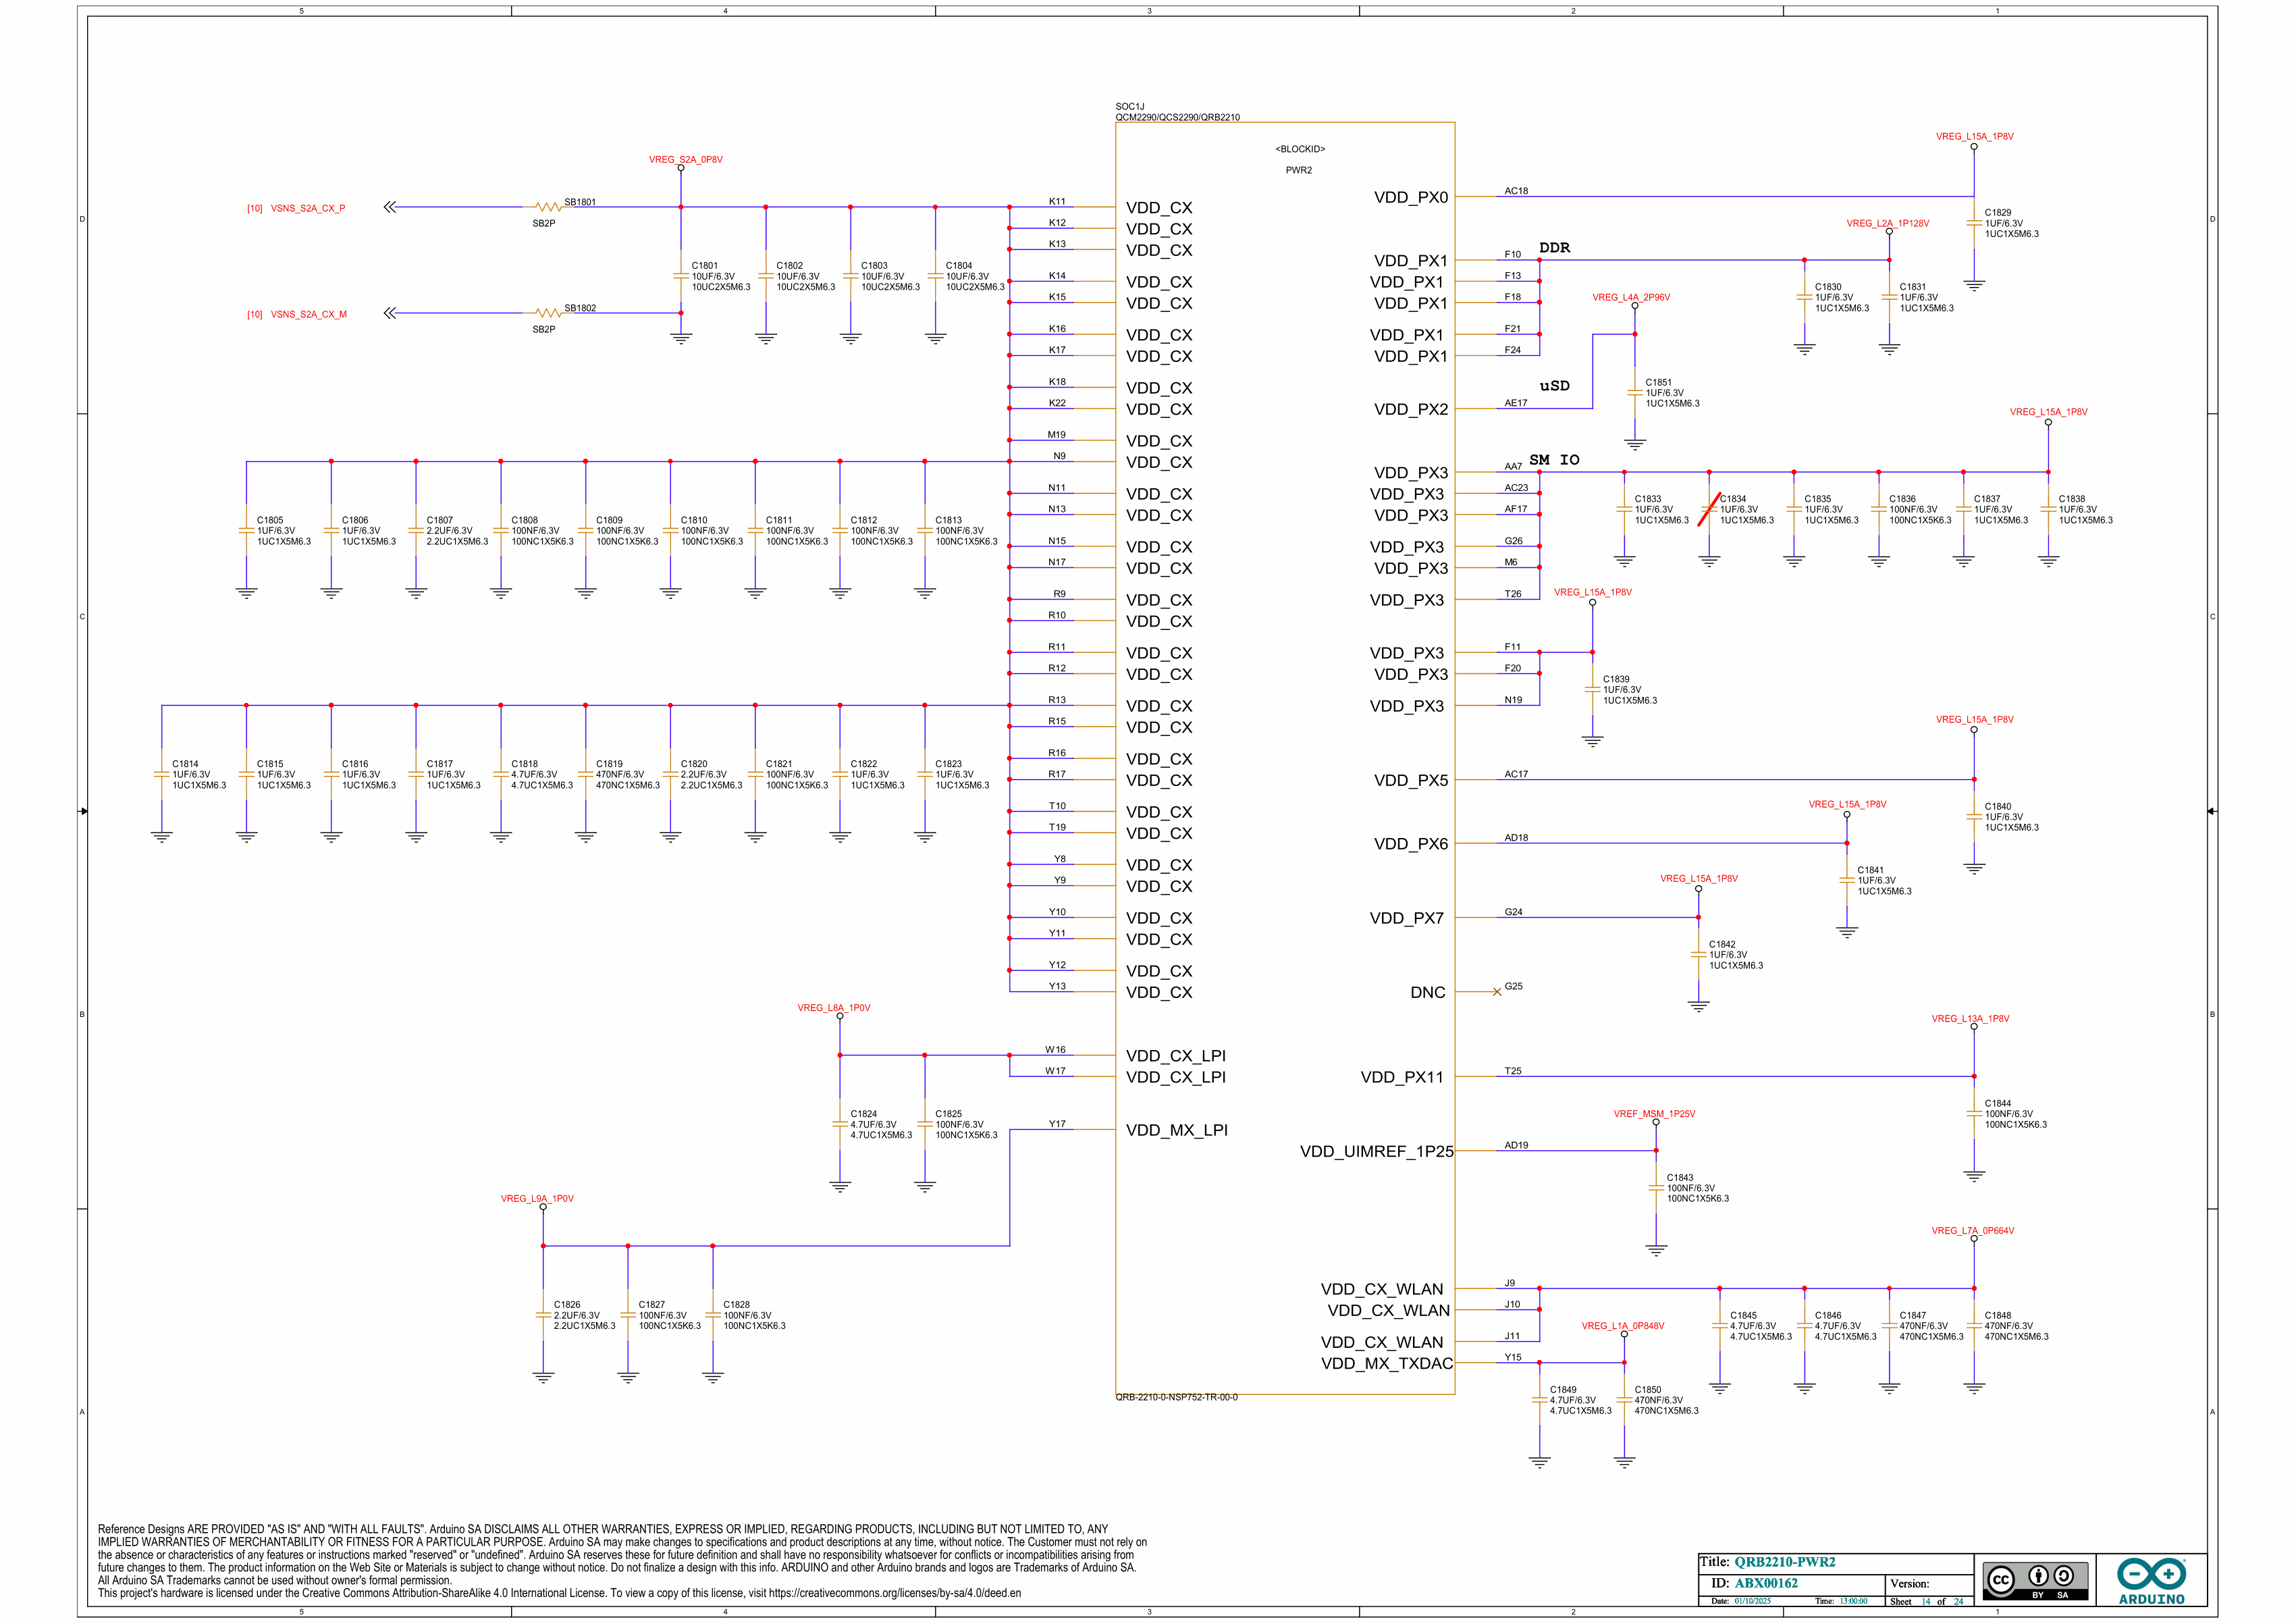 5 4 3 2 1
SOC1J
QCM2290/QCS2290/QRB2210
<BLOCKID>
PWR2
VREG_S2A_0P8V
[10] VSNS_S2A_CX_P
SB1801
SB2P
[10] VSNS_S2A_CX_M
SB1802
SB2P
C1801
10UF/6.3V
10UC2X5M6.3
C1802
10UF/6.3V
10UC2X5M6.3
C1803
10UF/6.3V
10UC2X5M6.3
C1804
10UF/6.3V
10UC2X5M6.3
C1805
1UF/6.3V
1UC1X5M6.3
C1806
1UF/6.3V
1UC1X5M6.3
C1807
2.2UF/6.3V
2.2UC1X5M6.3
C1808
100NF/6.3V
100NC1X5K6.3
C1809
100NF/6.3V
100NC1X5K6.3
C1810
100NF/6.3V
100NC1X5K6.3
C1811
100NF/6.3V
100NC1X5K6.3
C1812
100NF/6.3V
100NC1X5K6.3
C1813
100NF/6.3V
100NC1X5K6.3
C1814
1UF/6.3V
1UC1X5M6.3
C1815
1UF/6.3V
1UC1X5M6.3
C1816
1UF/6.3V
1UC1X5M6.3
C1817
1UF/6.3V
1UC1X5M6.3
C1818
4.7UF/6.3V
4.7UC1X5M6.3
C1819
470NF/6.3V
470NC1X5M6.3
C1820
2.2UF/6.3V
2.2UC1X5M6.3
C1821
100NF/6.3V
100NC1X5K6.3
C1822
1UF/6.3V
1UC1X5M6.3
C1823
1UF/6.3V
1UC1X5M6.3
VREG_L8A_1P0V
C1824
4.7UF/6.3V
4.7UC1X5M6.3
C1825
100NF/6.3V
100NC1X5K6.3
VREG_L9A_1P0V
C1826
2.2UF/6.3V
2.2UC1X5M6.3
C1827
100NF/6.3V
100NC1X5K6.3
C1828
100NF/6.3V
100NC1X5K6.3
K11 VDD_CX
K12 VDD_CX
K13 VDD_CX
K14 VDD_CX
K15 VDD_CX
K16 VDD_CX
K17 VDD_CX
K18 VDD_CX
K22 VDD_CX
M19 VDD_CX
N9 VDD_CX
N11 VDD_CX
N13 VDD_CX
N15 VDD_CX
N17 VDD_CX
R9 VDD_CX
R10 VDD_CX
R11 VDD_CX
R12 VDD_CX
R13 VDD_CX
R15 VDD_CX
R16 VDD_CX
R17 VDD_CX
T10 VDD_CX
T19 VDD_CX
Y8 VDD_CX
Y9 VDD_CX
Y10 VDD_CX
Y11 VDD_CX
Y12 VDD_CX
Y13 VDD_CX
W16 VDD_CX_LPI
W17 VDD_CX_LPI
Y17 VDD_MX_LPI
VDD_PX0 AC18
VDD_PX1 F10
VDD_PX1 F13
VDD_PX1 F18
VDD_PX1 F21
VDD_PX1 F24
VDD_PX2 AE17
VDD_PX3 AA7
VDD_PX3 AC23
VDD_PX3 AF17
VDD_PX3 G26
VDD_PX3 M6
VDD_PX3 T26
VDD_PX3 F11
VDD_PX3 F20
VDD_PX3 N19
VDD_PX5 AC17
VDD_PX6 AD18
VDD_PX7 G24
DNC G25
VDD_PX11 T25
VDD_UIMREF_1P25 AD19
VDD_CX_WLAN J9
VDD_CX_WLAN J10
VDD_CX_WLAN J11
VDD_MX_TXDAC Y15
QRB-2210-0-NSP752-TR-00-0
VREG_L15A_1P8V
C1829
1UF/6.3V
1UC1X5M6.3
DDR
VREG_L2A_1P128V
C1830
1UF/6.3V
1UC1X5M6.3
C1831
1UF/6.3V
1UC1X5M6.3
VREG_L4A_2P96V
uSD
C1851
1UF/6.3V
1UC1X5M6.3
VREG_L15A_1P8V
SM IO
C1833
1UF/6.3V
1UC1X5M6.3
C1834
1UF/6.3V
1UC1X5M6.3
C1835
1UF/6.3V
1UC1X5M6.3
C1836
100NF/6.3V
100NC1X5K6.3
C1837
1UF/6.3V
1UC1X5M6.3
C1838
1UF/6.3V
1UC1X5M6.3
VREG_L15A_1P8V
C1839
1UF/6.3V
1UC1X5M6.3
VREG_L15A_1P8V
C1840
1UF/6.3V
1UC1X5M6.3
VREG_L15A_1P8V
C1841
1UF/6.3V
1UC1X5M6.3
VREG_L15A_1P8V
C1842
1UF/6.3V
1UC1X5M6.3
VREG_L13A_1P8V
C1844
100NF/6.3V
100NC1X5K6.3
VREF_MSM_1P25V
C1843
100NF/6.3V
100NC1X5K6.3
VREG_L7A_0P664V
C1845
4.7UF/6.3V
4.7UC1X5M6.3
C1846
4.7UF/6.3V
4.7UC1X5M6.3
C1847
470NF/6.3V
470NC1X5M6.3
C1848
470NF/6.3V
470NC1X5M6.3
VREG_L1A_0P848V
C1849
4.7UF/6.3V
4.7UC1X5M6.3
C1850
470NF/6.3V
470NC1X5M6.3
D D
C C
B B
A A
Reference Designs ARE PROVIDED "AS IS" AND "WITH ALL FAULTS". Arduino SA DISCLAIMS ALL OTHER WARRANTIES, EXPRESS OR IMPLIED, REGARDING PRODUCTS, INCLUDING BUT NOT LIMITED TO, ANY
IMPLIED WARRANTIES OF MERCHANTABILITY OR FITNESS FOR A PARTICULAR PURPOSE. Arduino SA may make changes to specifications and product descriptions at any time, without notice. The Customer must not rely on
the absence or characteristics of any features or instructions marked "reserved" or "undefined". Arduino SA reserves these for future definition and shall have no responsibility whatsoever for conflicts or incompatibilities arising from
future changes to them. The product information on the Web Site or Materials is subject to change without notice. Do not finalize a design with this info. ARDUINO and other Arduino brands and logos are Trademarks of Arduino SA.
All Arduino SA Trademarks cannot be used without owner's formal permission.
This project's hardware is licensed under the Creative Commons Attribution-ShareAlike 4.0 International License. To view a copy of this license, visit https://creativecommons.org/licenses/by-sa/4.0/deed.en
Title: QRB2210-PWR2
ID: ABX00162 Version:
Date: 01/10/2025 Time: 13:00:00 Sheet 14 of 24
CC BY SA
ARDUINO
5 4 3 2 1